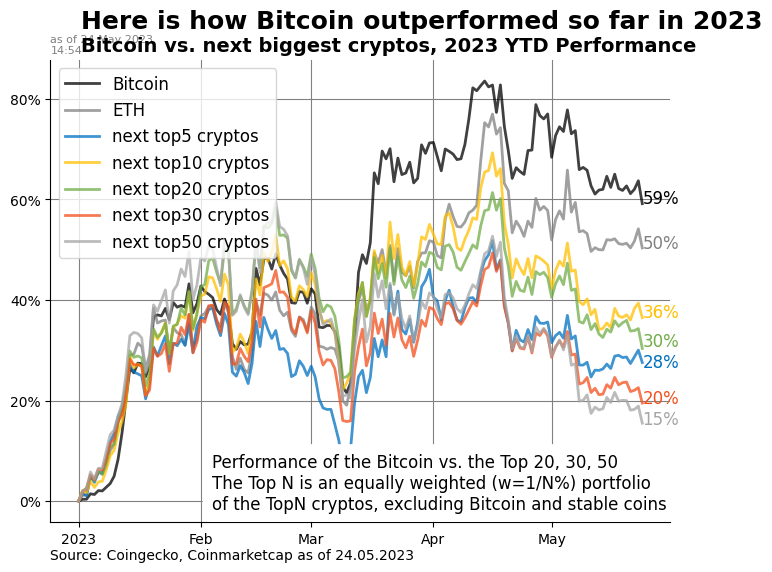 Here is how Bitcoin outperformed so far in 2023
as of 24 May 2023
14:54
Bitcoin vs. next biggest cryptos, 2023 YTD Performance
Bitcoin
ETH
next top5 cryptos
next top10 cryptos
next top20 cryptos
next top30 cryptos
next top50 cryptos
80%
60%
40%
20%
0%
59%
50%
36%
30%
28%
20%
15%
Performance of the Bitcoin vs. the Top 20, 30, 50
The Top N is an equally weighted (w=1/N%) portfolio
of the TopN cryptos, excluding Bitcoin and stable coins
2023 Feb Mar Apr May
Source: Coingecko, Coinmarketcap as of 24.05.2023